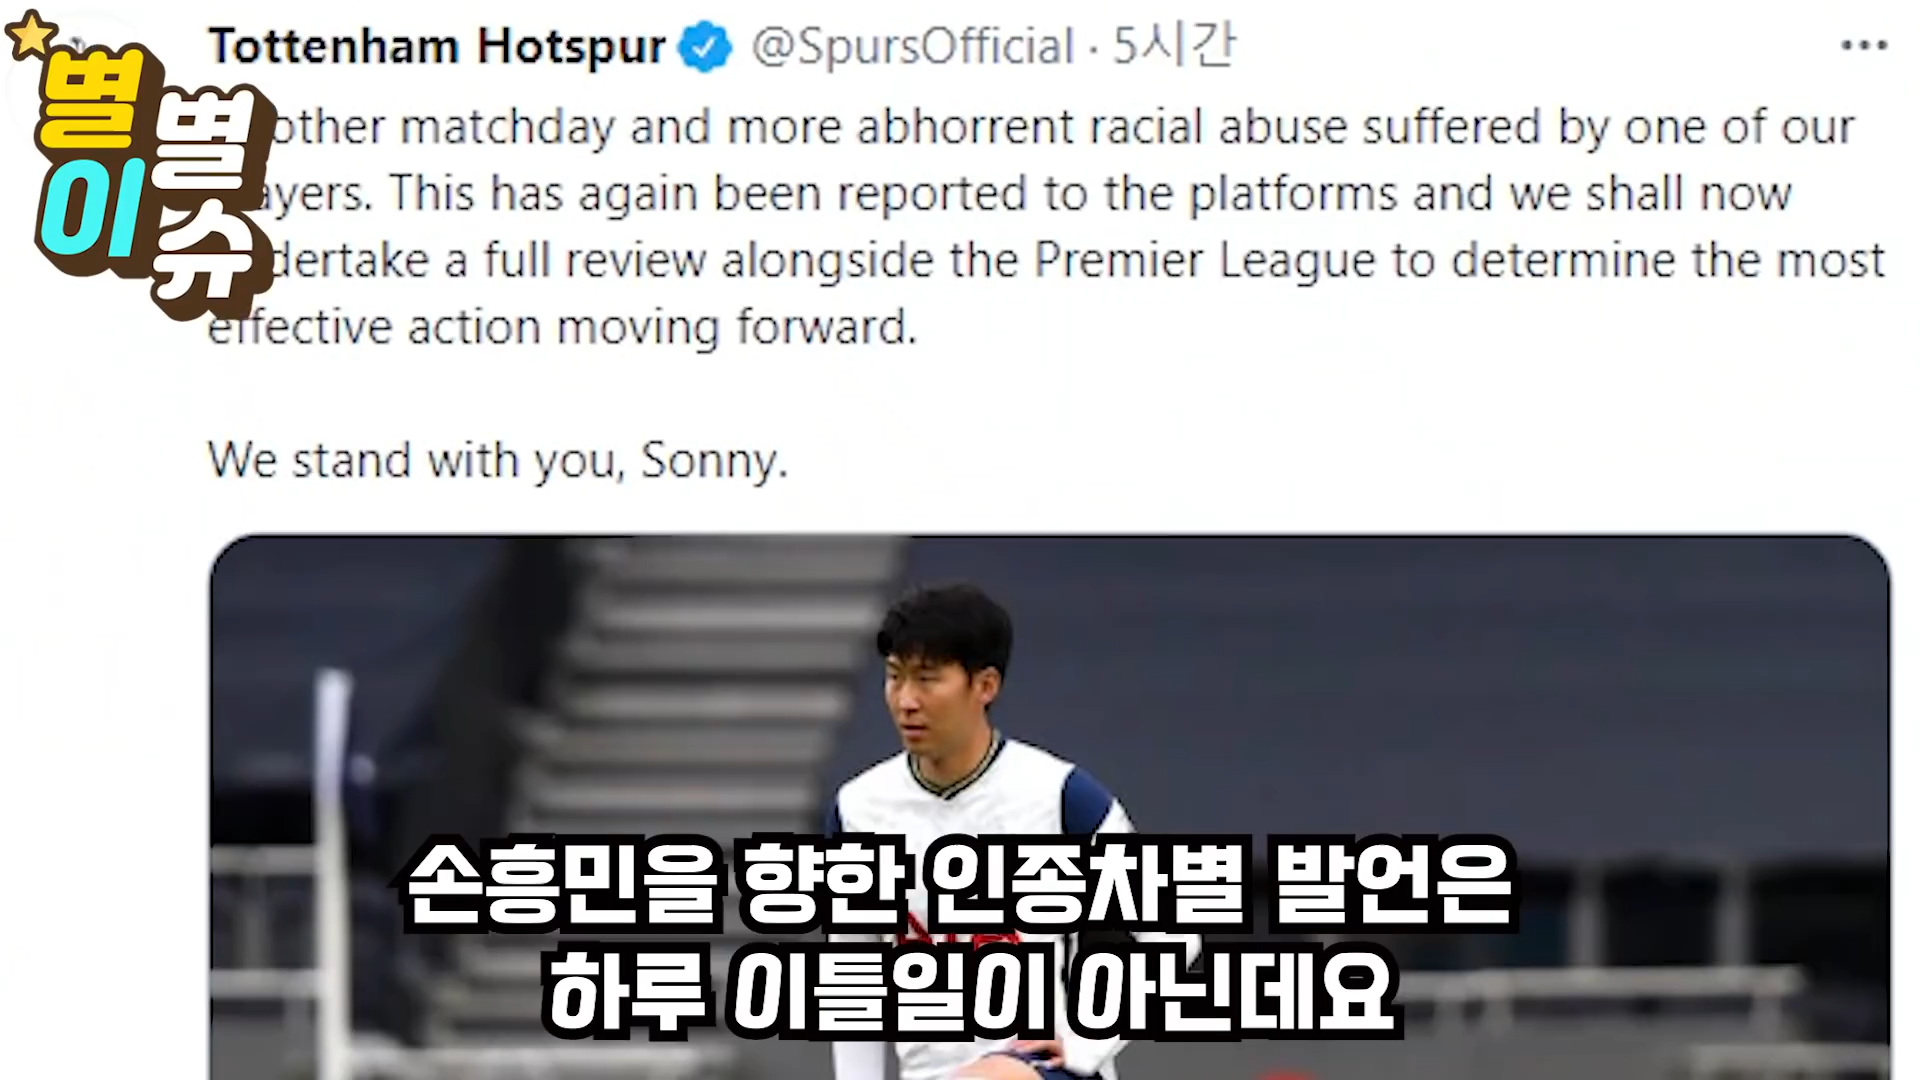 별별
이슈
Tottenham Hotspur @SpursOfficial · 5시간
other matchday and more abhorrent racial abuse suffered by one of our
ayers. This has again been reported to the platforms and we shall now
dertake a full review alongside the Premier League to determine the most
effective action moving forward.
We stand with you, Sonny.
손흥민을 향한 인종차별 발언은
하루 이틀일이 아닌데요